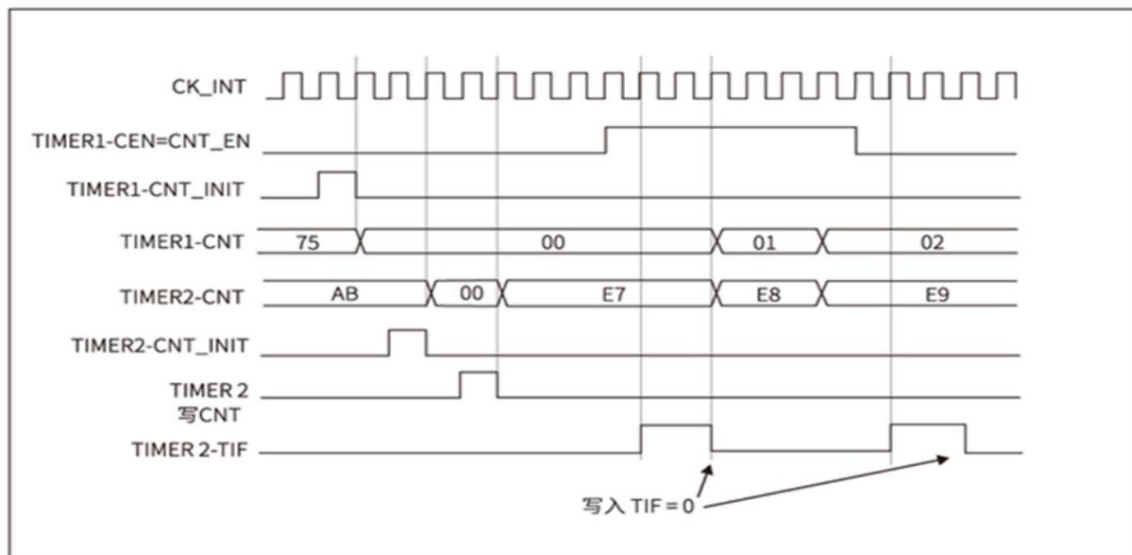 CK_INT
TIMER1-CEN=CNT_EN
TIMER1-CNT_INIT
TIMER1-CNT 75 00 01 02
TIMER2-CNT AB 00 E7 E8 E9
TIMER2-CNT_INIT
TIMER 2
写CNT
TIMER 2-TIF
写入 TIF = 0